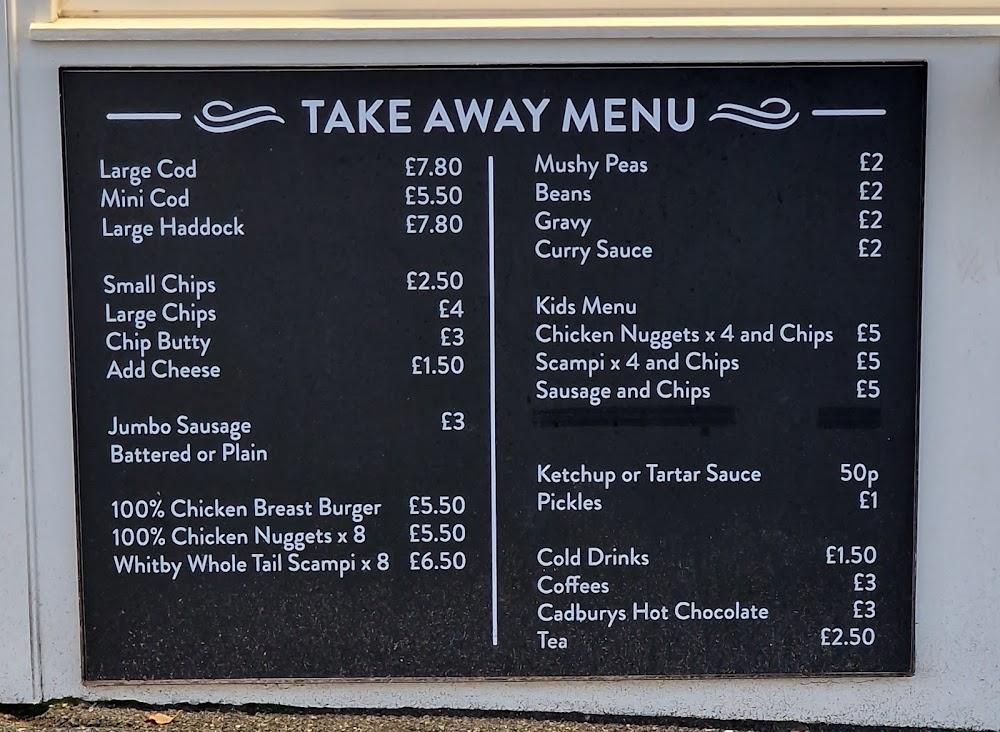 TAKE AWAY MENU
Large Cod £7.80
Mini Cod £5.50
Large Haddock £7.80
Small Chips £2.50
Large Chips £4
Chip Butty £3
Add Cheese £1.50
Jumbo Sausage £3
Battered or Plain
100% Chicken Breast Burger £5.50
100% Chicken Nuggets x 8 £5.50
Whitby Whole Tail Scampi x 8 £6.50
Mushy Peas £2
Beans £2
Gravy £2
Curry Sauce £2
Kids Menu
Chicken Nuggets x 4 and Chips £5
Scampi x 4 and Chips £5
Sausage and Chips £5
Ketchup or Tartar Sauce 50p
Pickles £1
Cold Drinks £1.50
Coffees £3
Cadburys Hot Chocolate £3
Tea £2.50